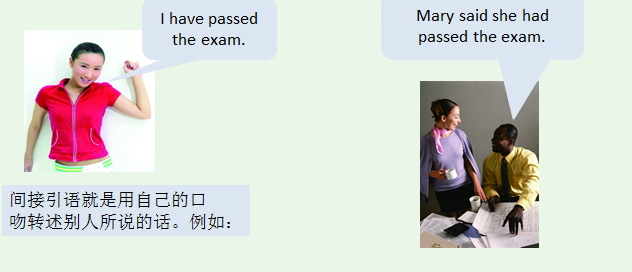 I have passed
the exam.
Mary said she had
passed the exam.
间接引语就是用自己的口
吻转述别人所说的话。例如：